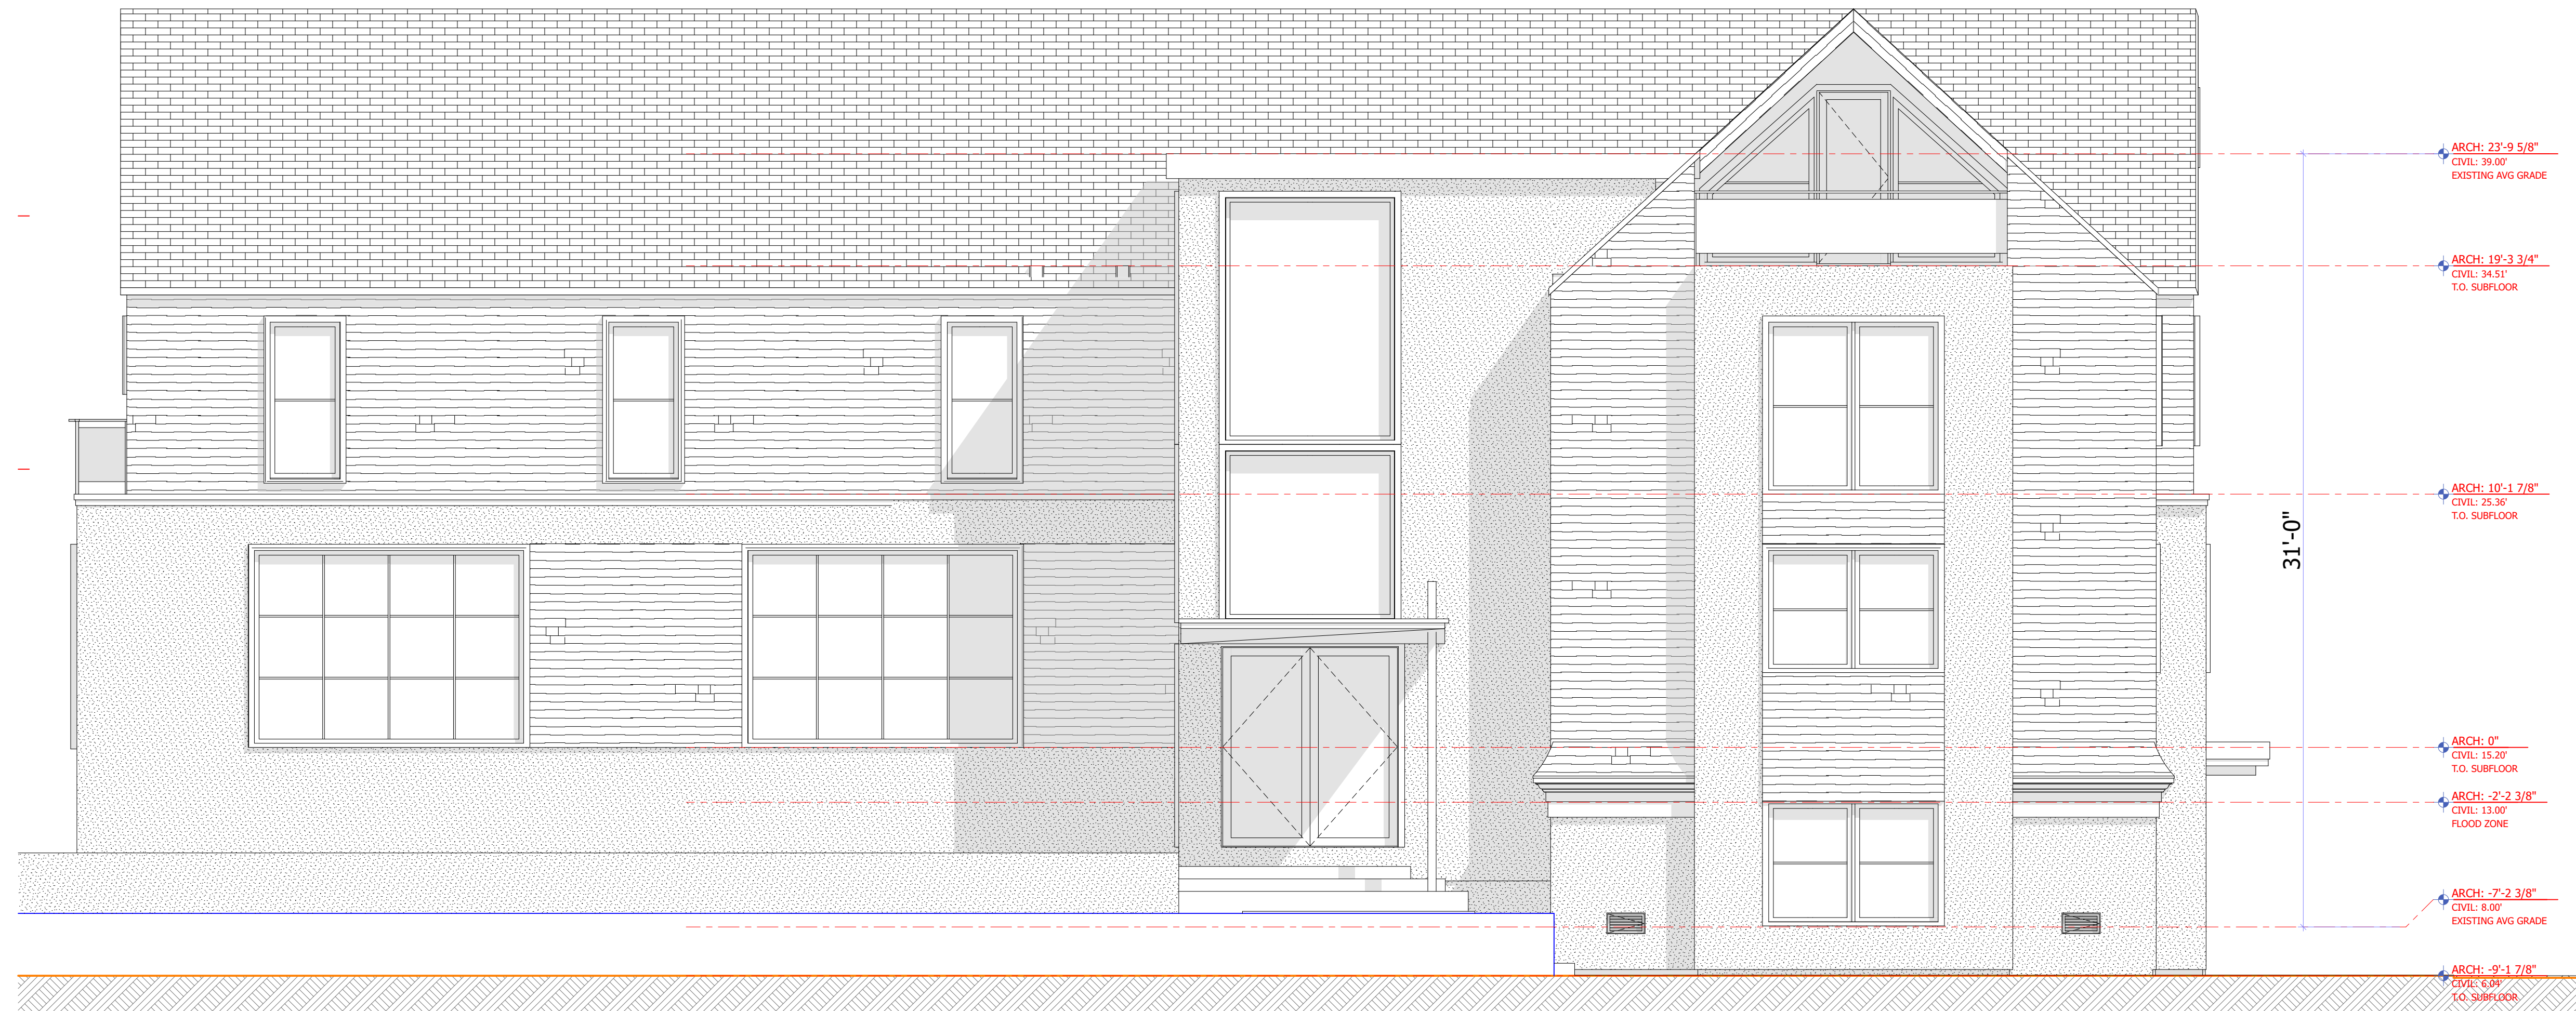 ARCH: 23'-9 5/8"
CIVIL: 39.00'
EXISTING AVG GRADE
ARCH: 19'-3 3/4"
CIVIL: 34.51'
T.O. SUBFLOOR
ARCH: 10'-1 7/8"
CIVIL: 25.36'
T.O. SUBFLOOR
31'-0"
ARCH: 0"
CIVIL: 15.20'
T.O. SUBFLOOR
ARCH: -2'-2 3/8"
CIVIL: 13.00'
FLOOD ZONE
ARCH: -7'-2 3/8"
CIVIL: 8.00'
EXISTING AVG GRADE
ARCH: -9'-1 7/8"
CIVIL: 6.04'
T.O. SUBFLOOR